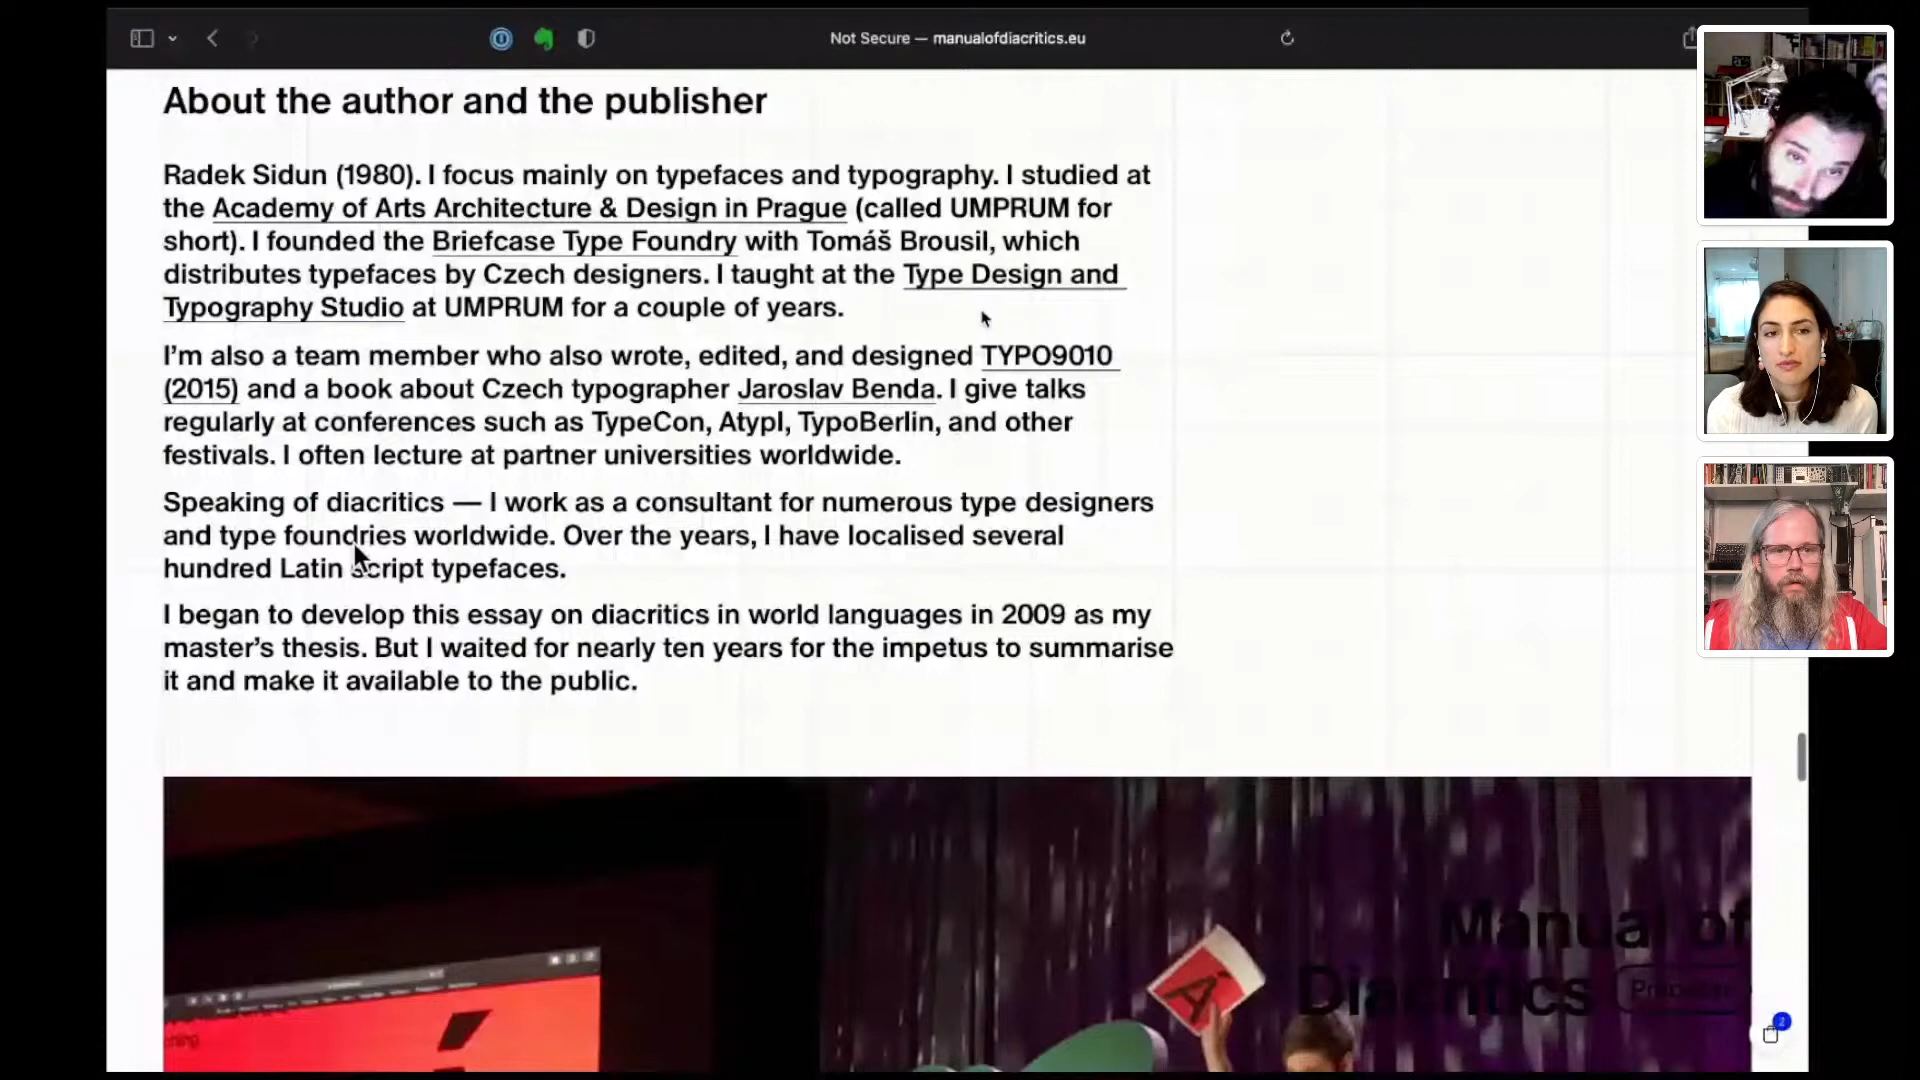 Not Secure — manualofdiacritics.eu
About the author and the publisher
Radek Sidun (1980). I focus mainly on typefaces and typography. I studied at
the Academy of Arts Architecture & Design in Prague (called UMPRUM for
short). I founded the Briefcase Type Foundry with Tomáš Brousil, which
distributes typefaces by Czech designers. I taught at the Type Design and
Typography Studio at UMPRUM for a couple of years.
I'm also a team member who also wrote, edited, and designed TYPO9010
(2015) and a book about Czech typographer Jaroslav Benda. I give talks
regularly at conferences such as TypeCon, Atypl, TypoBerlin, and other
festivals. I often lecture at partner universities worldwide.
Speaking of diacritics — I work as a consultant for numerous type designers
and type foundries worldwide. Over the years, I have localised several
hundred Latin script typefaces.
I began to develop this essay on diacritics in world languages in 2009 as my
master's thesis. But I waited for nearly ten years for the impetus to summarise
it and make it available to the public.
Manual of
Diacritics
2